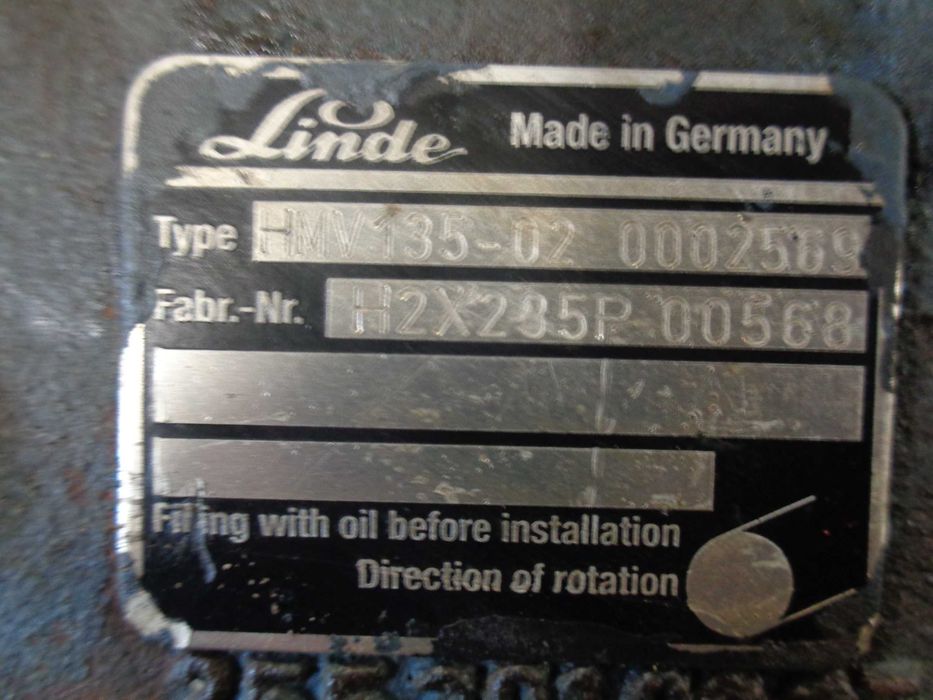 Linde Made in Germany
Type HMV135-02 0002569
Fabr.-Nr. H2X235P 00568
Filling with oil before installation
Direction of rotation